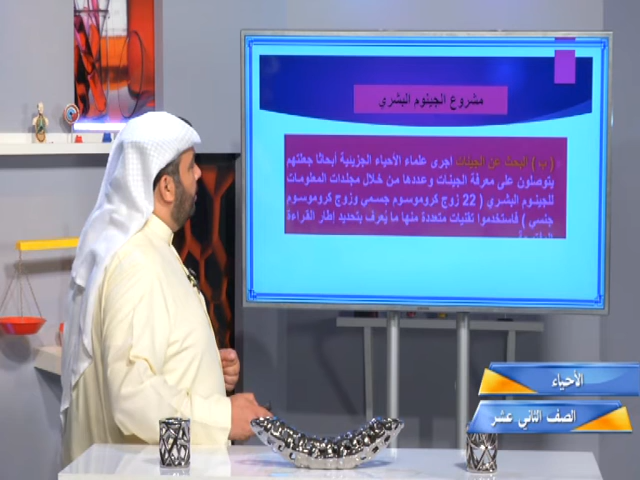 مشروع الجينوم البشري
( ب ) البحث عن الجينات اجرى علماء الأحياء الجزيئية أبحاثا جعلتهم
يتوصلون على معرفة الجينات وعددها من خلال مجلدات المعلومات
للجينوم البشري ( 22 زوج كروموسوم جسمي وزوج كروموسوم
جنسي ) فاستخدموا تقنيات متعددة منها ما يُعرف بتحديد إطار القراءة
الأحياء
الصف الثاني عشر